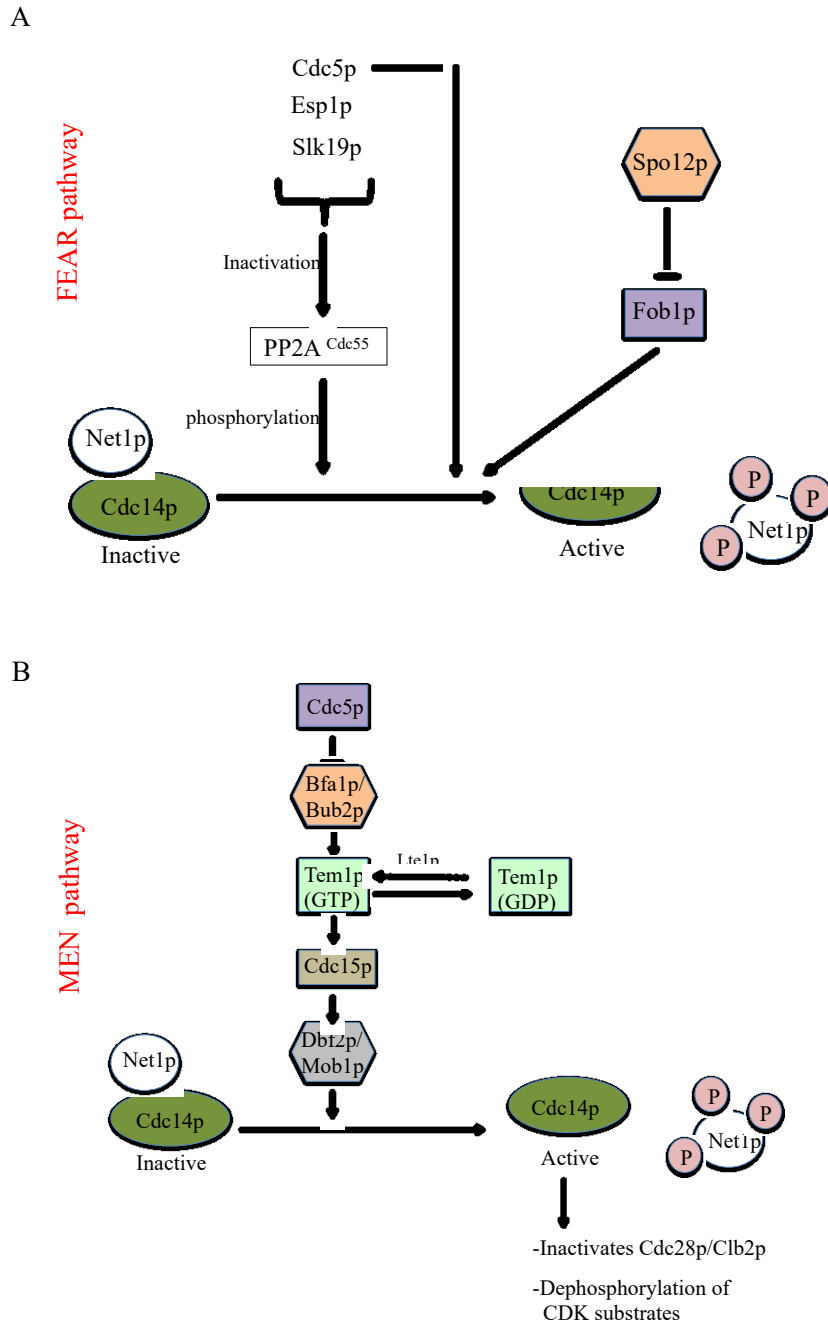 A
FEAR pathway
Cdc5p
Esp1p
Slk19p
Inactivation
PP2A Cdc55
phosphorylation
Spo12p
Fob1p
Net1p
Cdc14p
Inactive
Cdc14p
Active
P
P
P
Net1p
B
MEN pathway
Cdc5p
Bfa1p/
Bub2p
Tem1p
(GTP)
Lte1p
Tem1p
(GDP)
Cdc15p
Dbf2p/
Mob1p
Net1p
Cdc14p
Inactive
Cdc14p
Active
P
P
P
Net1p
-Inactivates Cdc28p/Clb2p
-Dephosphorylation of
CDK substrates